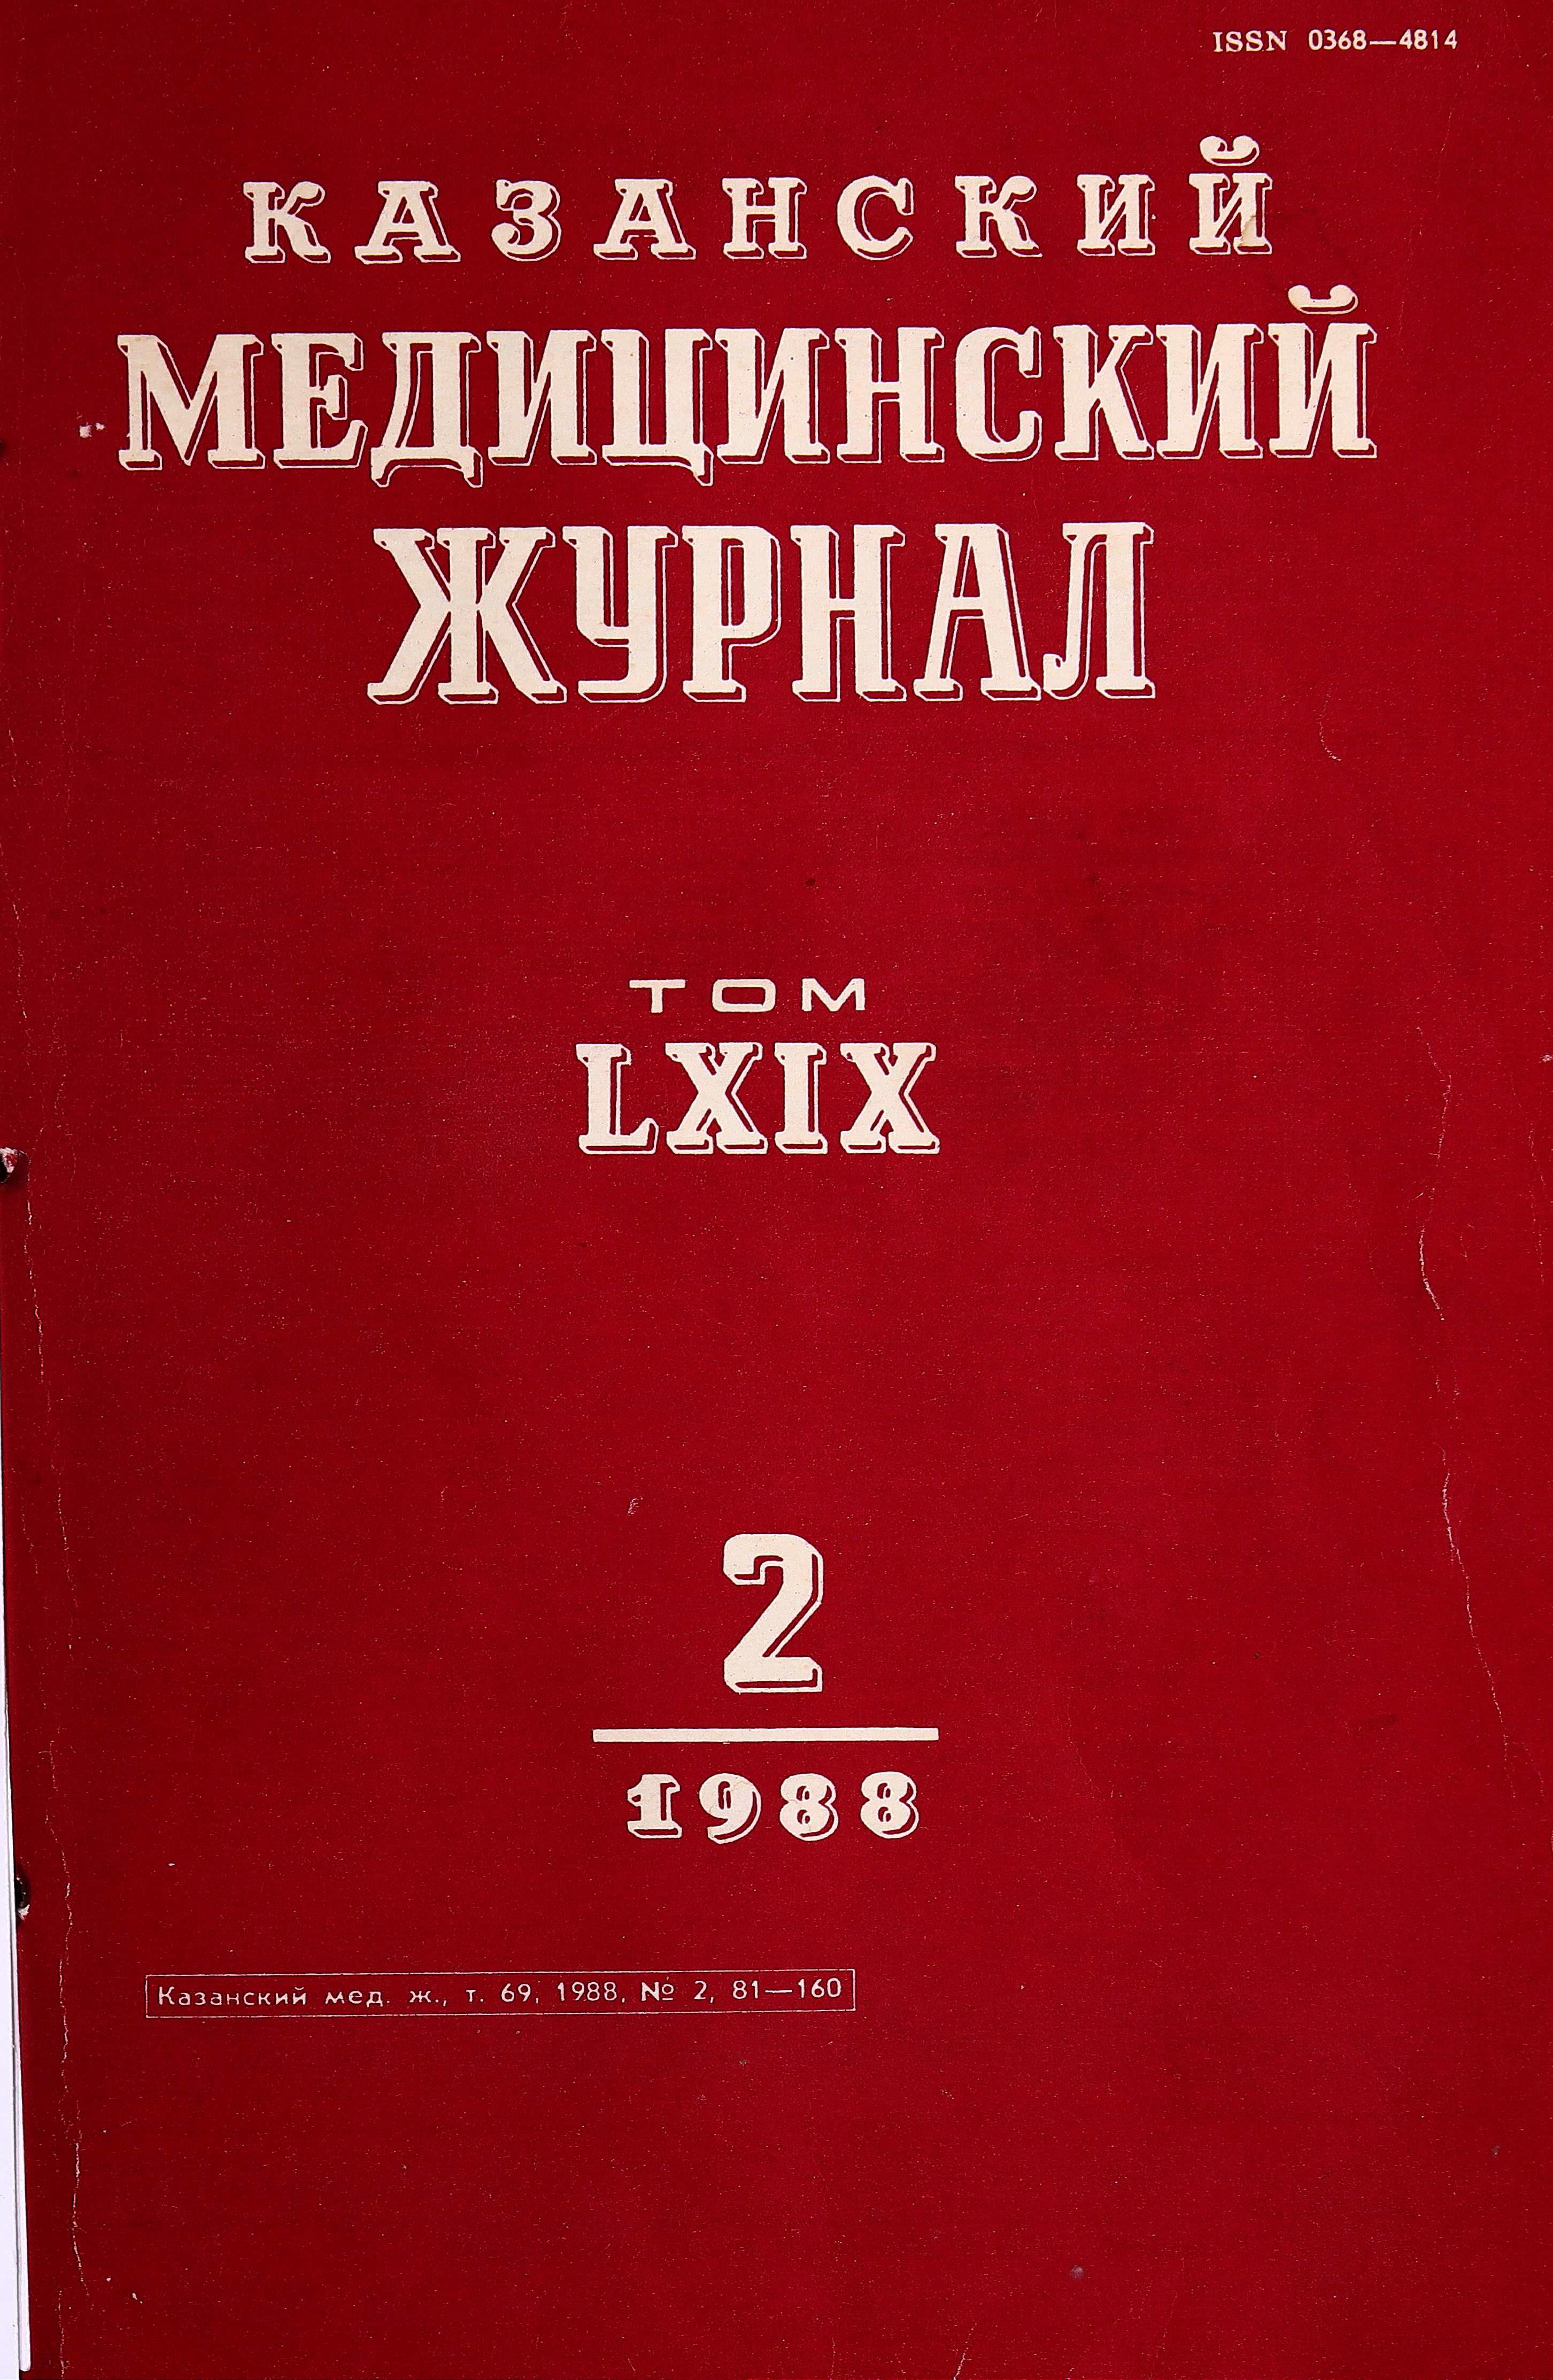 ISSN 0368—4814
КАЗАНСКИЙ
МЕДИЦИНСКИЙ
ЖУРНАЛ
ТОМ
LXIX
2
1988
Казанский мед. ж., т. 69, 1988, № 2, 81—160